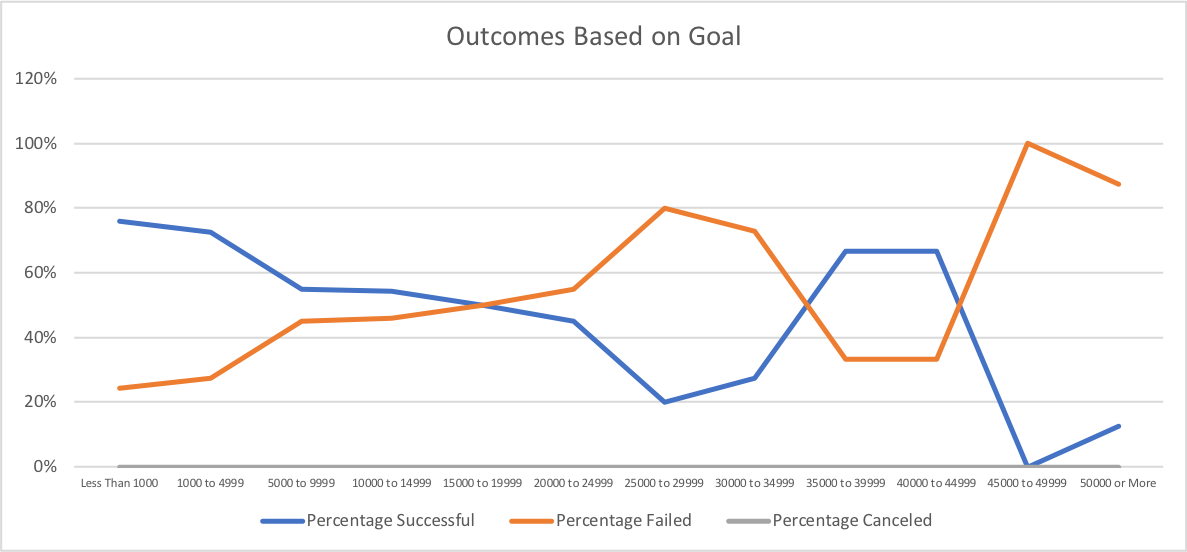 Outcomes Based on Goal
120%
100%
80%
60%
40%
20%
0%
Less Than 1000 1000 to 4999 5000 to 9999 10000 to 14999 15000 to 19999 20000 to 24999 25000 to 29999 30000 to 34999 35000 to 39999 40000 to 44999 45000 to 49999 50000 or More
Percentage Successful Percentage Failed Percentage Canceled